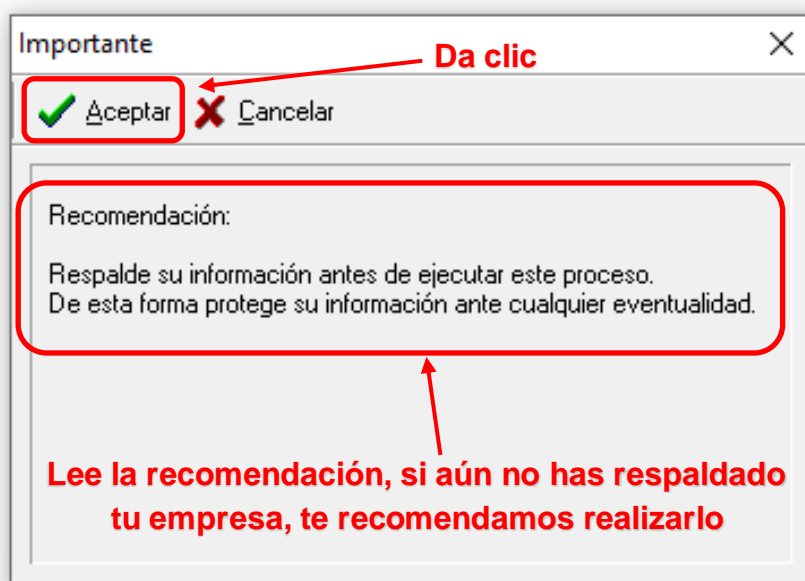 Importante
Da clic
Aceptar Cancelar
Recomendación:
Respalde su información antes de ejecutar este proceso.
De esta forma protege su información ante cualquier eventualidad.
Lee la recomendación, si aún no has respaldado
tu empresa, te recomendamos realizarlo